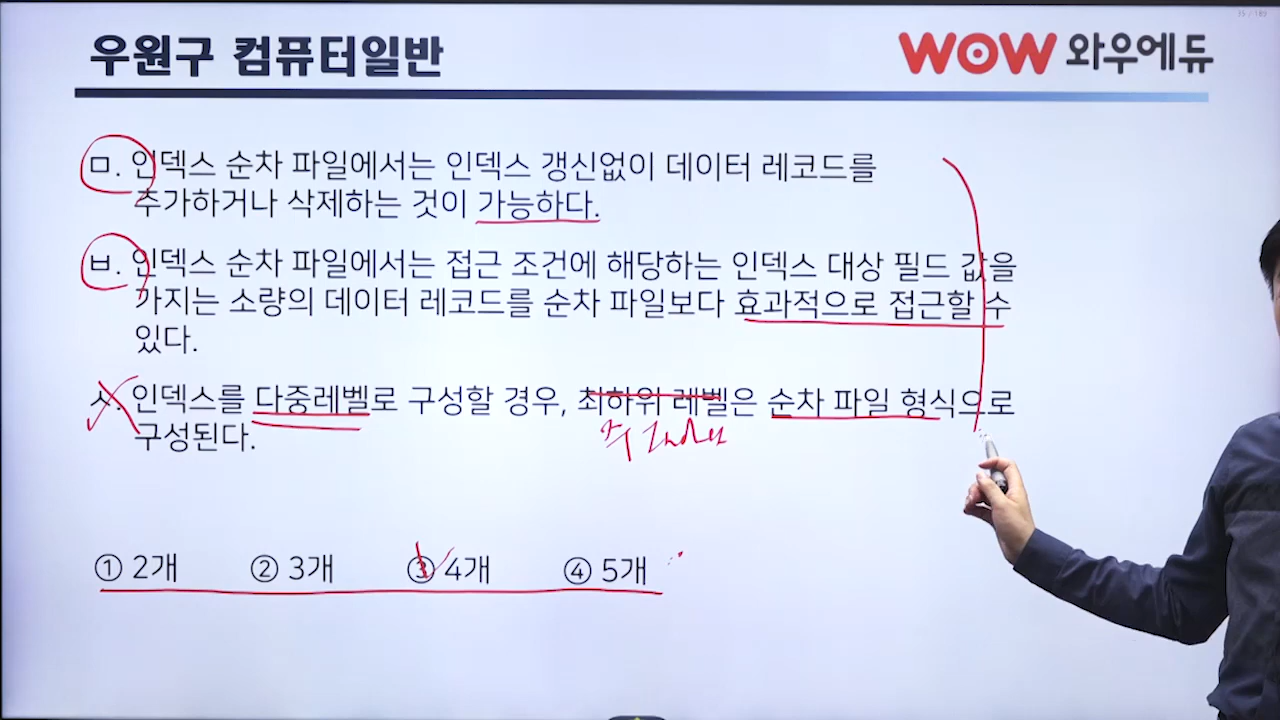 우원구 컴퓨터일반
WOW 와우에듀
ㅁ. 인덱스 순차 파일에서는 인덱스 갱신없이 데이터 레코드를
추가하거나 삭제하는 것이 가능하다.
ㅂ. 인덱스 순차 파일에서는 접근 조건에 해당하는 인덱스 대상 필드 값을
가지는 소량의 데이터 레코드를 순차 파일보다 효과적으로 접근할 수
있다.
ㅅ. 인덱스를 다중레벨로 구성할 경우, 최하위 레벨은 순차 파일 형식으로
구성된다.
① 2개 ② 3개 ③ 4개 ④ 5개